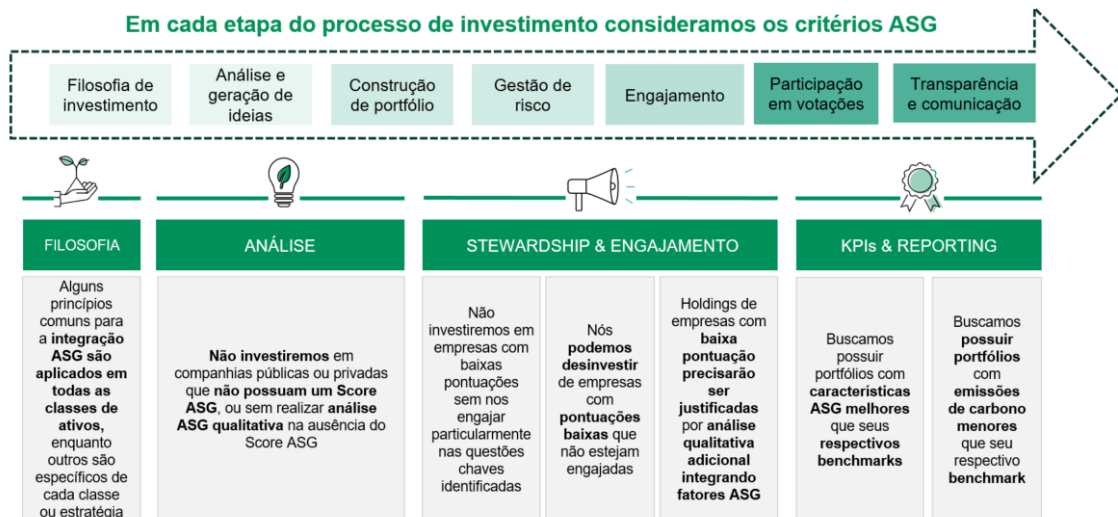 Em cada etapa do processo de investimento consideramos os critérios ASG
Filosofia de
investimento
Análise e
geração de
ideias
Construção
de portfólio
Gestão de
risco
Engajamento
Participação
em votações
Transparência
e comunicação
FILOSOFIA
Alguns
princípios
comuns para
a integração
ASG são
aplicados em
todas as
classes de
ativos,
enquanto
outros são
específicos de
cada classe
ou estratégia
ANÁLISE
Não investiremos em
companhias públicas ou privadas
que não possuam um Score
ASG, ou sem realizar análise
ASG qualitativa na ausência do
Score ASG
STEWARDSHIP & ENGAJAMENTO
Não
investiremos em
empresas com
baixas
pontuações
sem nos
engajar
particularmente
nas questões
chaves
identificadas
Nós
podemos
desinvestir
de empresas
com
pontuações
baixas que
não estejam
engajadas
Holdings de
empresas com
baixa
pontuação
precisarão
ser
justificadas
por análise
qualitativa
adicional
integrando
fatores ASG
KPIs & REPORTING
Buscamos
possuir
portfólios com
características
ASG melhores
que seus
respectivos
benchmarks
Buscamos
possuir
portfólios
com
emissões
de carbono
menores
que seu
respectivo
benchmark